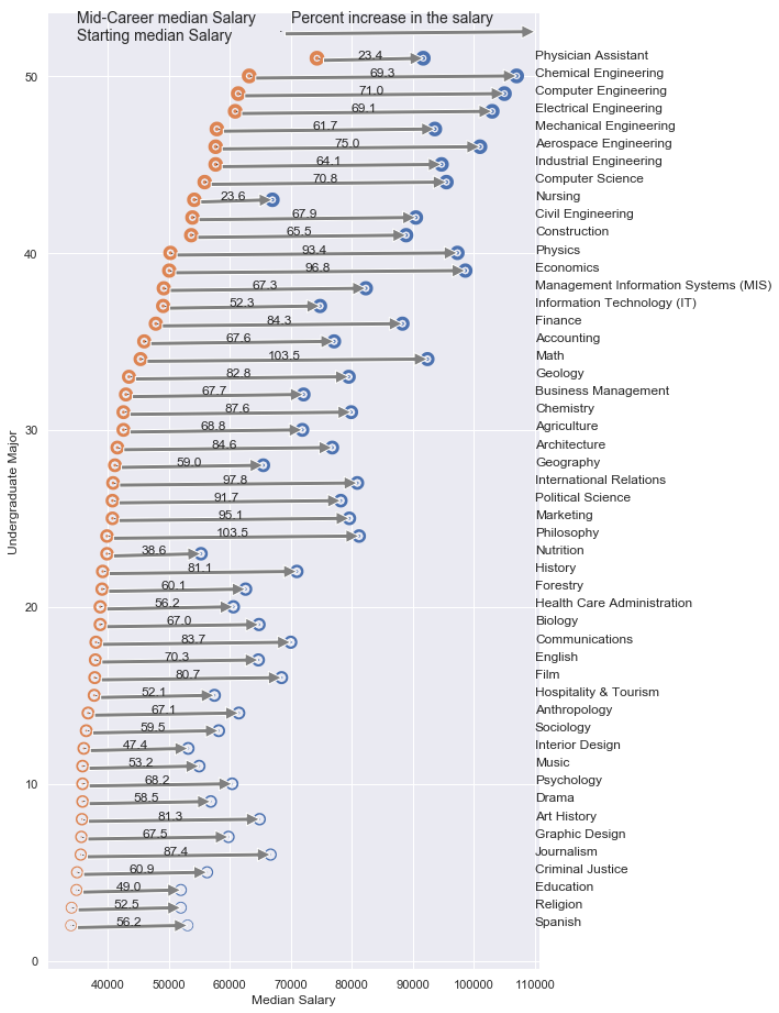 Mid-Career median Salary Percent increase in the salary
Starting median Salary
23.4 Physician Assistant
50 69.3 Chemical Engineering
71.0 Computer Engineering
69.1 Electrical Engineering
61.7 Mechanical Engineering
75.0 Aerospace Engineering
64.1 Industrial Engineering
70.8 Computer Science
23.6 Nursing
67.9 Civil Engineering
65.5 Construction
40 93.4 Physics
96.8 Economics
67.3 Management Information Systems (MIS)
52.3 Information Technology (IT)
84.3 Finance
67.6 Accounting
103.5 Math
82.8 Geology
67.7 Business Management
87.6 Chemistry
30 68.8 Agriculture
84.6 Architecture
59.0 Geography
97.8 International Relations
91.7 Political Science
95.1 Marketing
103.5 Philosophy
38.6 Nutrition
81.1 History
60.1 Forestry
20 56.2 Health Care Administration
67.0 Biology
83.7 Communications
70.3 English
80.7 Film
52.1 Hospitality & Tourism
67.1 Anthropology
59.5 Sociology
47.4 Interior Design
53.2 Music
10 68.2 Psychology
58.5 Drama
81.3 Art History
67.5 Graphic Design
87.4 Journalism
60.9 Criminal Justice
49.0 Education
52.5 Religion
56.2 Spanish
0
Undergraduate Major
40000 50000 60000 70000 80000 90000 100000 110000
Median Salary